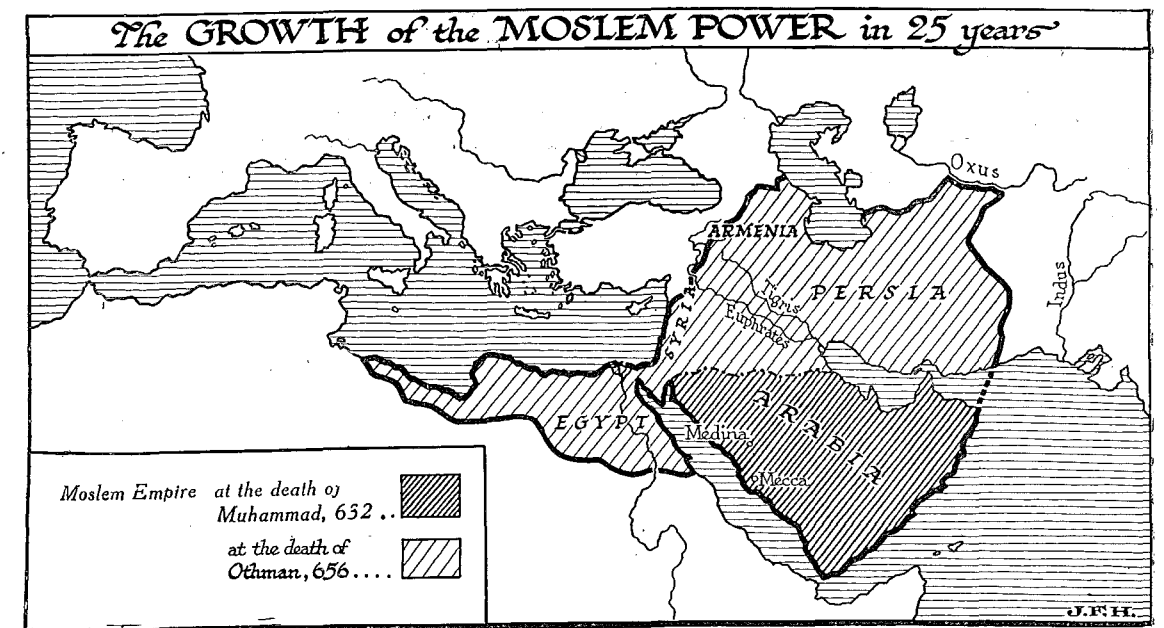 The GROWTH of the MOSLEM POWER in 25 years
Oxus
ARMENIA
PERSIA
Tigris
Euphrates
SYRIA
Indus
ARABIA
EGYPT
Medina
Mecca
Moslem Empire at the death of
Muhammad, 632 ..
at the death of
Othman, 656....
J.F.H.